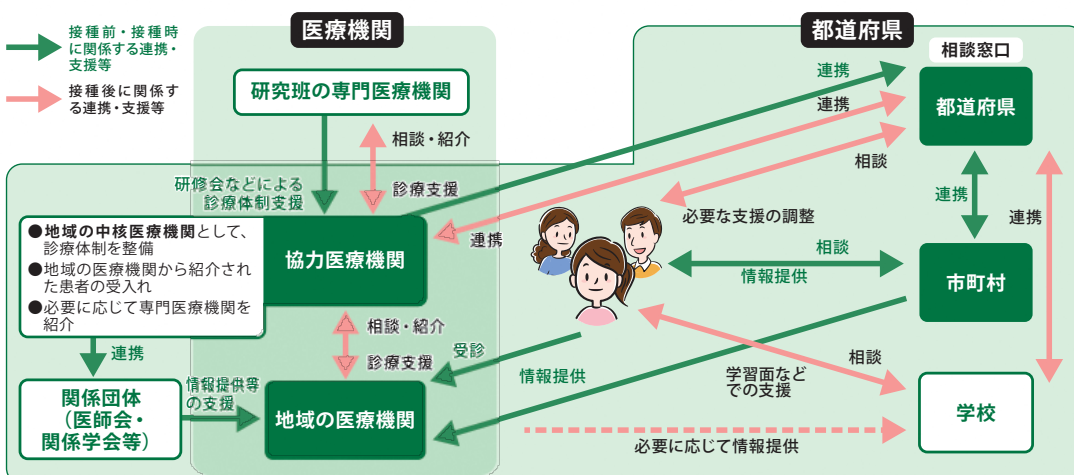 接種前・接種時
に関係する連携・
支援等
接種後に関係す
る連携・支援等
医療機関
都道府県
相談窓口
研究班の専門医療機関
都道府県
連携
連携
相談
相談・紹介
診療支援
研修会などによる
診療体制支援
●地域の中核医療機関として、
診療体制を整備
●地域の医療機関から紹介され
た患者の受入れ
●必要に応じて専門医療機関を
紹介
協力医療機関
連携
必要な支援の調整
連携
連携
相談
情報提供
市町村
相談・紹介
診療支援
受診
情報提供
連携
関係団体
（医師会・
関係学会等）
情報提供等
の支援
地域の医療機関
相談
学習面など
での支援
学校
必要に応じて情報提供